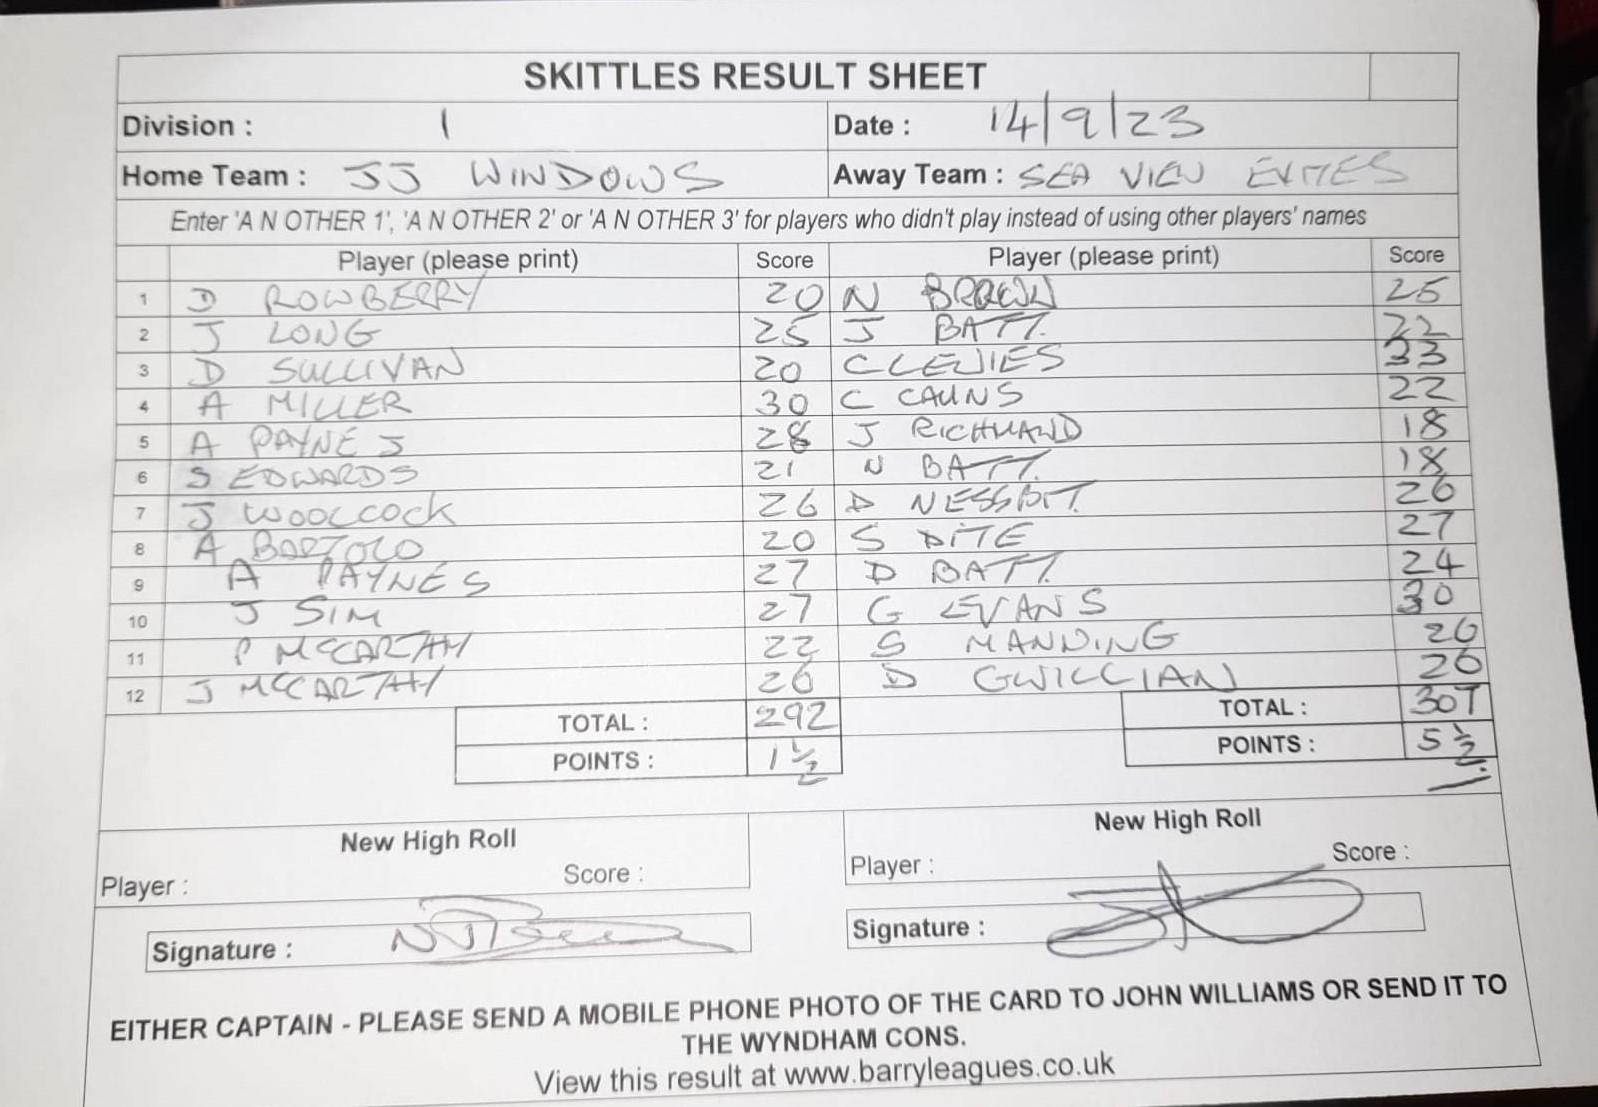 SKITTLES RESULT SHEET
Division : 1 Date : 14/9/23
Home Team : JJ WINDOWS Away Team : SEA VIEW
Enter 'A N OTHER 1', 'A N OTHER 2' or 'A N OTHER 3' for players who didn't play instead of using other players' names
Player (please print) Score Player (please print) Score
1 D ROWBERRY 20 N BROWN 25
2 J LONG 25 J BATT. 22
3 D SULLIVAN 20 C LEWIES 33
4 A MILLER 30 C 22
5 A PAYNE J 28 J RICHMAND 18
6 S EDWARDS 21 N BATT. 18
7 J WOOLCOCK 26 D NESSBIT. 26
8 A BARTOLO 20 S DITE 27
9 A PAYNE S 27 D BATT. 24
10 J SIM 27 G EVANS 30
11 P MCCARTHY 22 S MANNING 26
12 J MCCARTHY 26 D GWILLIAN 26
TOTAL : 292 TOTAL : 307
POINTS : 1 1/2 POINTS : 5 1/2
New High Roll New High Roll
Player : Score : Player : Score :
Signature : Signature :
EITHER CAPTAIN - PLEASE SEND A MOBILE PHONE PHOTO OF THE CARD TO JOHN WILLIAMS OR SEND IT TO
THE WYNDHAM CONS.
View this result at www.barryleagues.co.uk